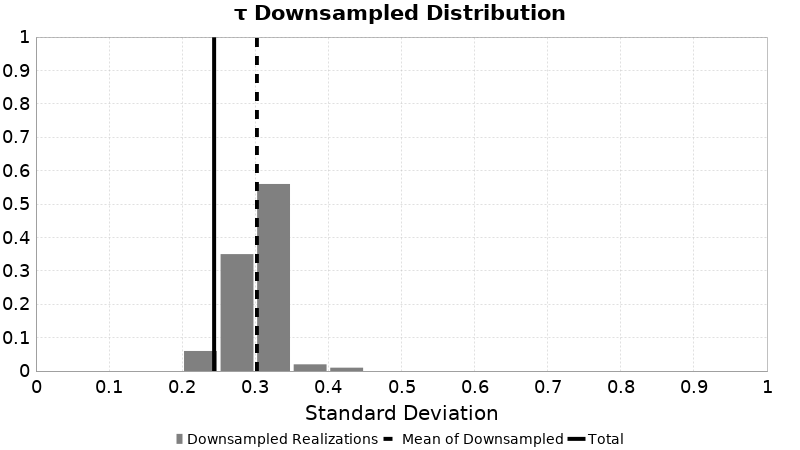 τ Downsampled Distribution
1
0.9
0.8
0.7
0.6
0.5
0.4
0.3
0.2
0.1
0
0 0.1 0.2 0.3 0.4 0.5 0.6 0.7 0.8 0.9 1
Standard Deviation
Downsampled Realizations Mean of Downsampled Total